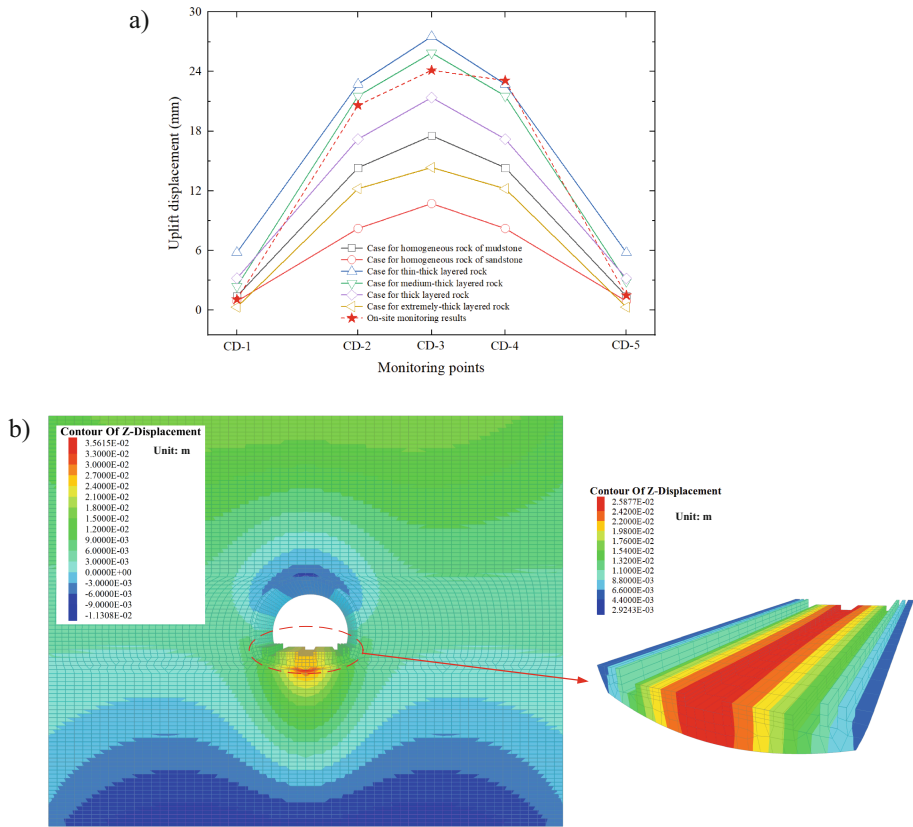 a)
30
24
18
12
6
0
Uplift displacement (mm)
Case for homogeneous rock of mudstone
Case for homogeneous rock of sandstone
Case for thin-thick layered rock
Case for medium-thick layered rock
Case for thick layered rock
Case for extremely-thick layered rock
On-site monitoring results
CD-1 CD-2 CD-3 CD-4 CD-5
Monitoring points
b)
Contour Of Z-Displacement
Unit: m
3.5615E-02
3.3000E-02
3.0000E-02
2.7000E-02
2.4000E-02
2.1000E-02
1.8000E-02
1.5000E-02
1.2000E-02
9.0000E-03
6.0000E-03
3.0000E-03
0.0000E+00
-3.0000E-03
-6.0000E-03
-9.0000E-03
-1.1308E-02
Contour Of Z-Displacement
Unit: m
2.5877E-02
2.4200E-02
2.2000E-02
1.9800E-02
1.7600E-02
1.5400E-02
1.3200E-02
1.1000E-02
8.8000E-03
6.6000E-03
4.4000E-03
2.9243E-03